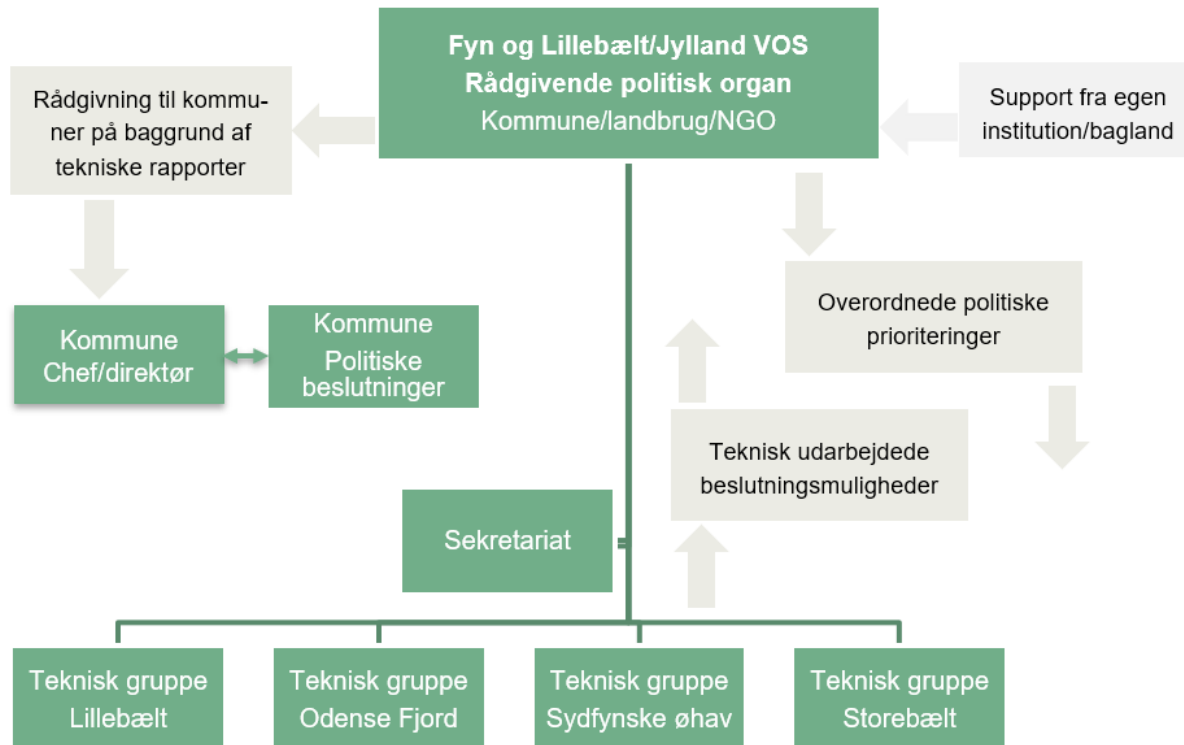 Fyn og Lillebælt/Jylland VOS
Rådgivende politisk organ
Kommune/landbrug/NGO
Rådgivning til kommu-
ner på baggrund af
tekniske rapporter
Support fra egen
institution/bagland
Overordnede politiske
prioriteringer
Kommune
Chef/direktør
Kommune
Politiske
beslutninger
Teknisk udarbejdede
beslutningsmuligheder
Sekretariat
Teknisk gruppe
Lillebælt
Teknisk gruppe
Odense Fjord
Teknisk gruppe
Sydfynske øhav
Teknisk gruppe
Storebælt